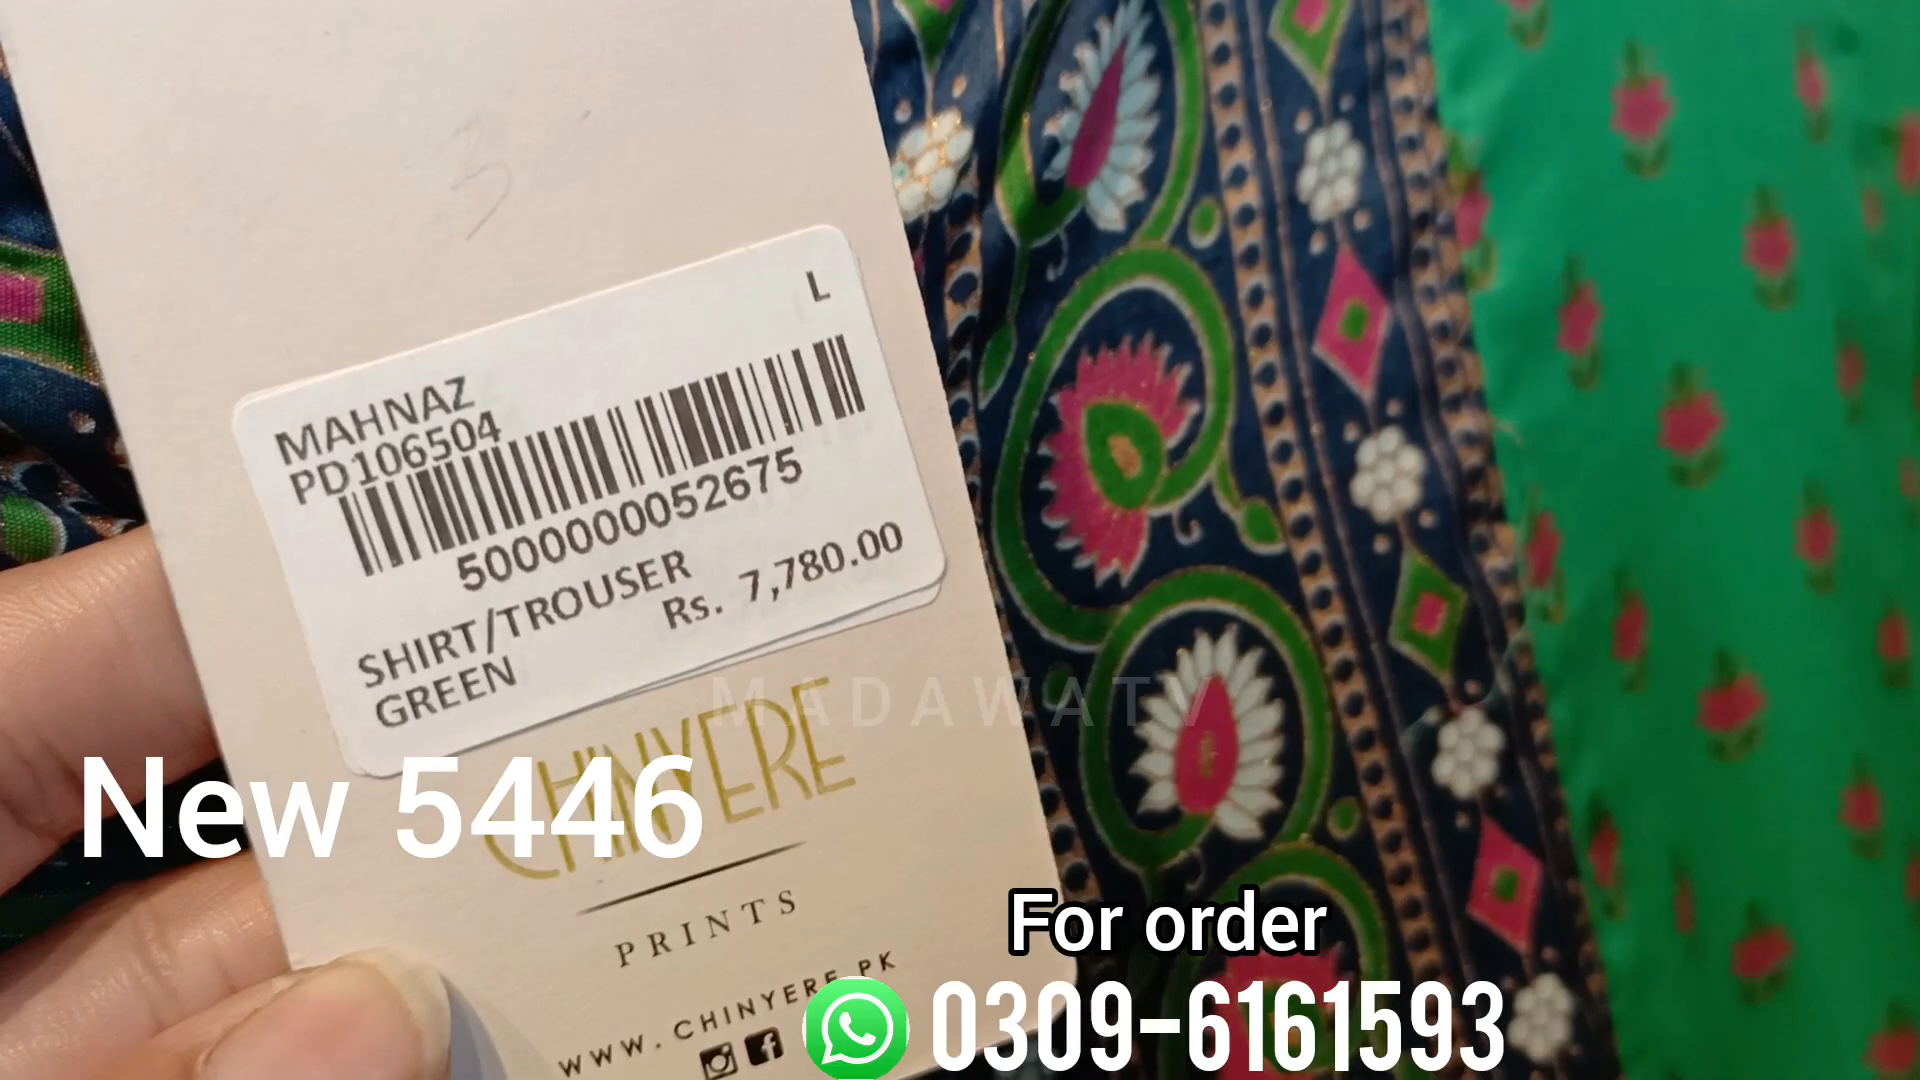 3
L
MAHNAZ
PD106504
5000000052675
SHIRT/TROUSER
Rs. 7,780.00
GREEN
MADAWATV
New 5446
CHINYERE
PRINTS
For order
WWW.CHINYERE.PK
0309-6161593